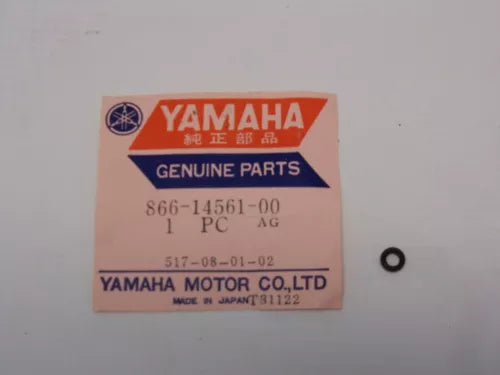 YAMAHA
純正部品
GENUINE PARTS
866-14561-00
1 PC AG
517-08-01-02
YAMAHA MOTOR CO.,LTD
MADE IN JAPAN T81122